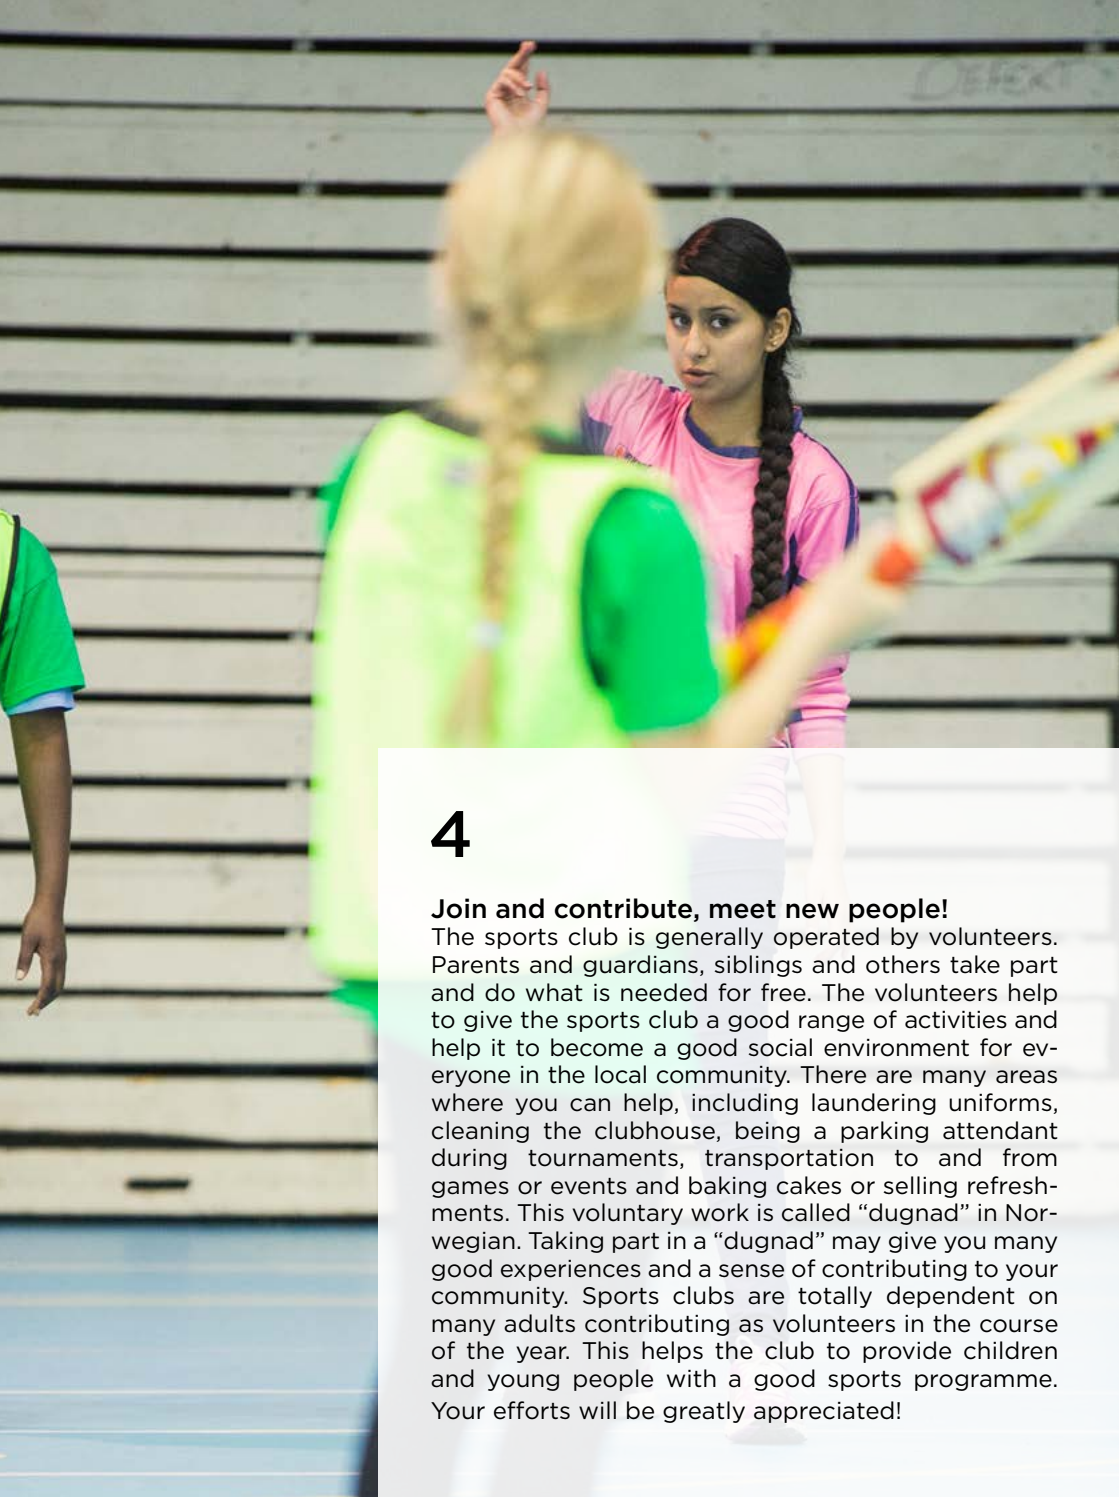 DEFEKT
4
Join and contribute, meet new people!
The sports club is generally operated by volunteers.
Parents and guardians, siblings and others take part
and do what is needed for free. The volunteers help
to give the sports club a good range of activities and
help it to become a good social environment for ev-
eryone in the local community. There are many areas
where you can help, including laundering uniforms,
cleaning the clubhouse, being a parking attendant
during tournaments, transportation to and from
games or events and baking cakes or selling refresh-
ments. This voluntary work is called “dugnad” in Nor-
wegian. Taking part in a “dugnad” may give you many
good experiences and a sense of contributing to your
community. Sports clubs are totally dependent on
many adults contributing as volunteers in the course
of the year. This helps the club to provide children
and young people with a good sports programme.
Your efforts will be greatly appreciated!